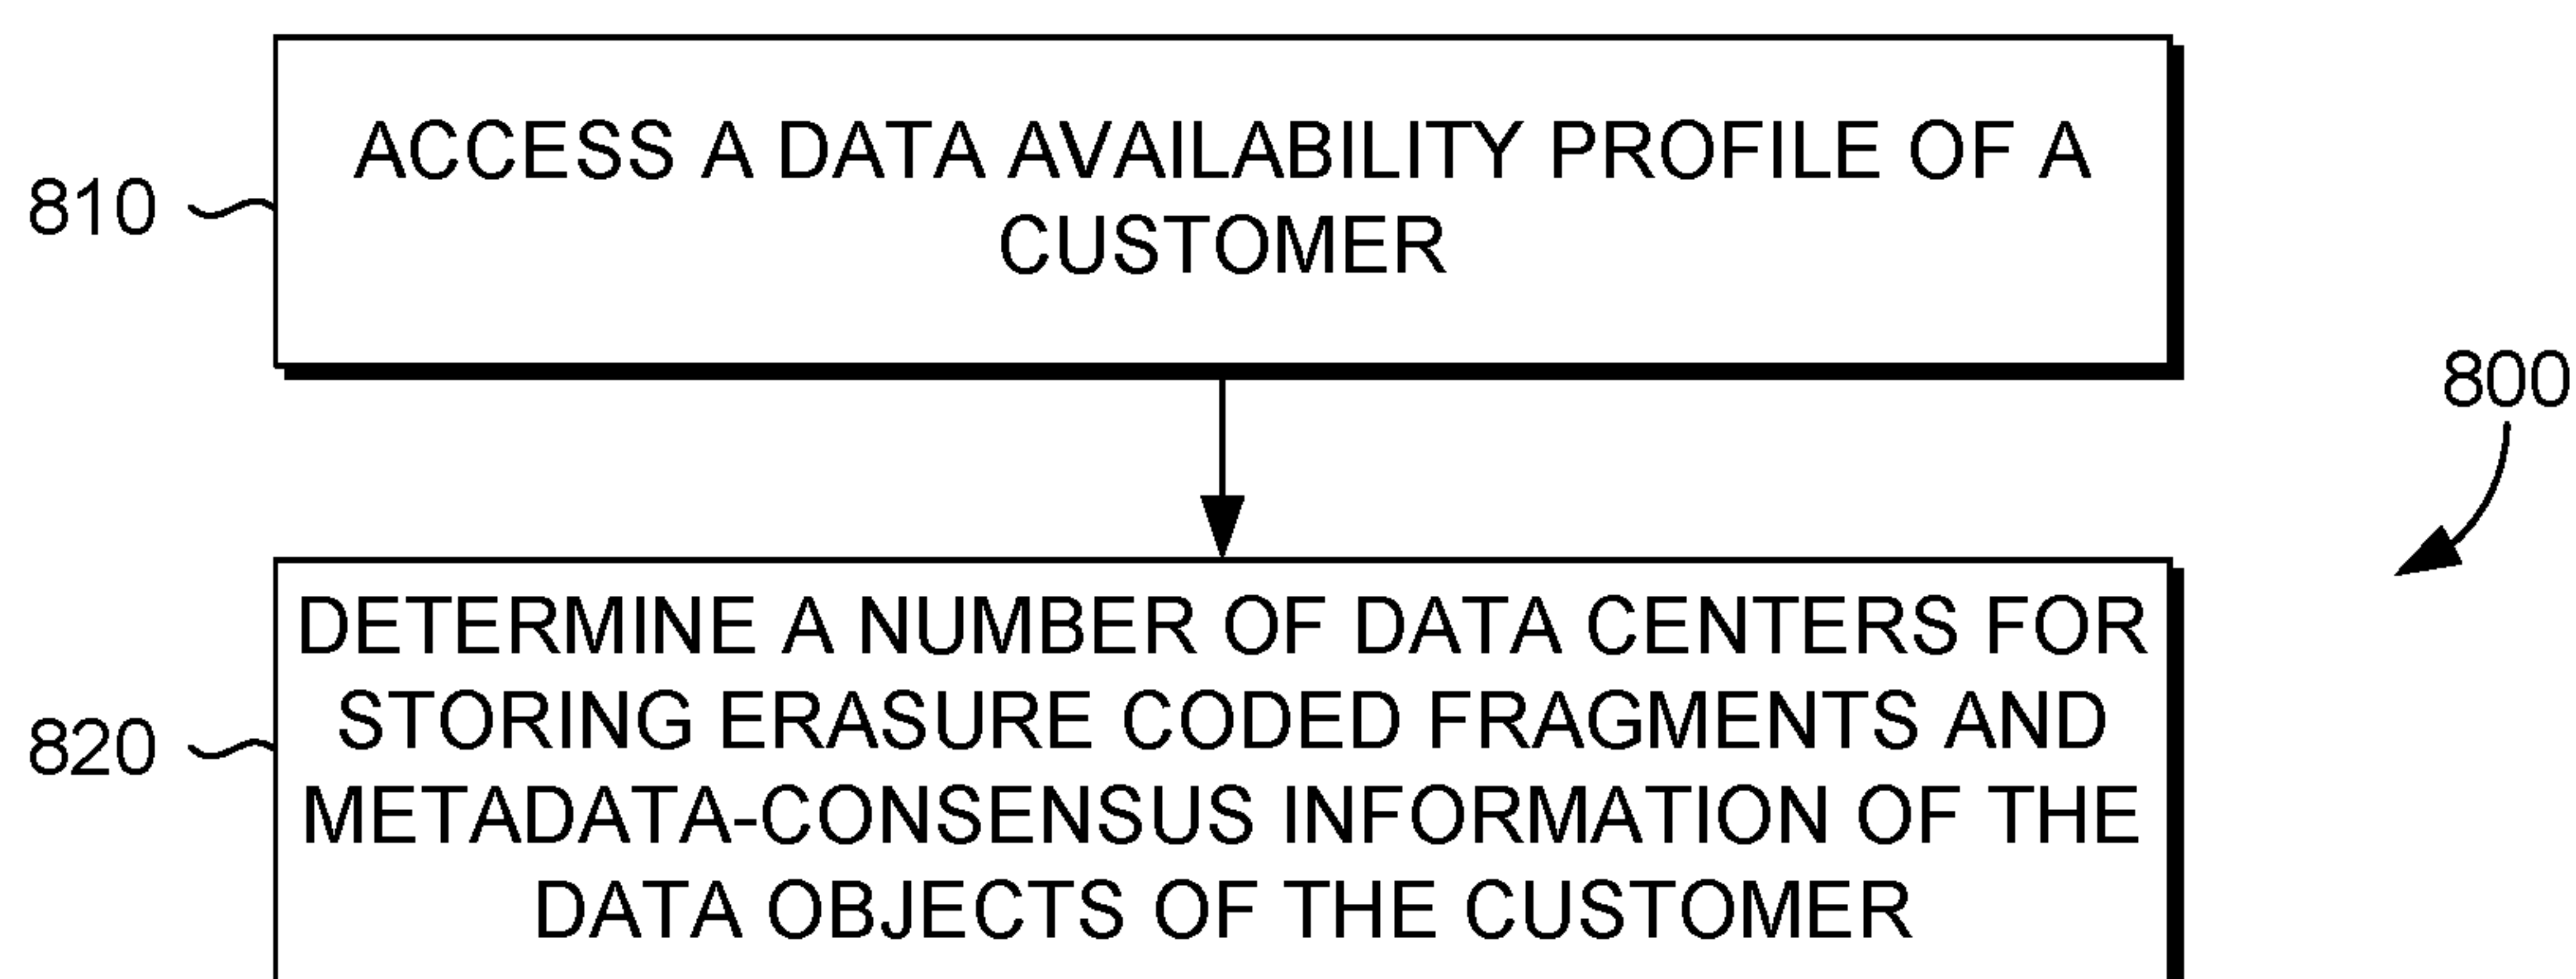 810
ACCESS A DATA AVAILABILITY PROFILE OF A
CUSTOMER
800
820
DETERMINE A NUMBER OF DATA CENTERS FOR
STORING ERASURE CODED FRAGMENTS AND
METADATA-CONSENSUS INFORMATION OF THE
DATA OBJECTS OF THE CUSTOMER